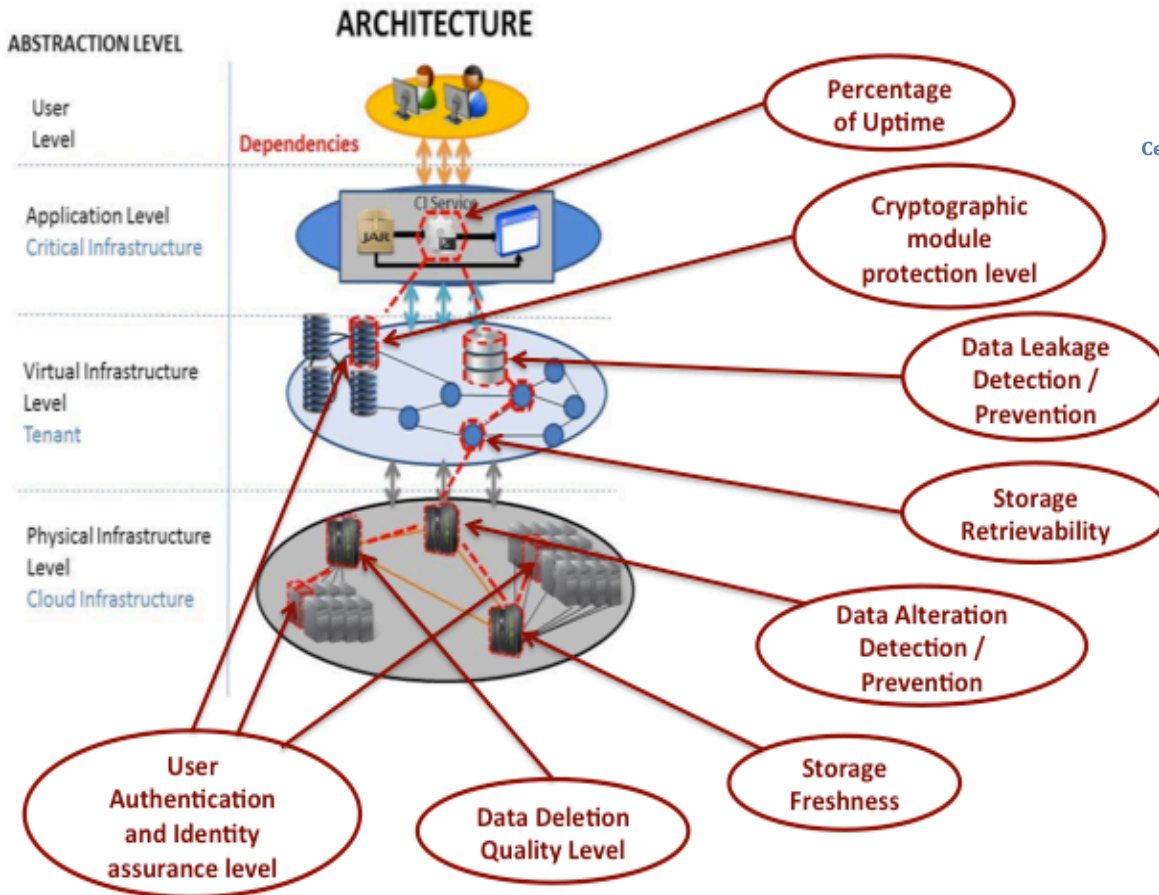 ARCHITECTURE
ABSTRACTION LEVEL
User
Level
Dependencies
Application Level
Critical Infrastructure
CI Service
JAR
Virtual Infrastructure
Level
Tenant
Physical Infrastructure
Level
Cloud Infrastructure
Percentage
of Uptime
Ce
Cryptographic
module
protection level
Data Leakage
Detection /
Prevention
Storage
Retrievability
Data Alteration
Detection /
Prevention
Storage
Freshness
Data Deletion
Quality Level
User
Authentication
and Identity
assurance level